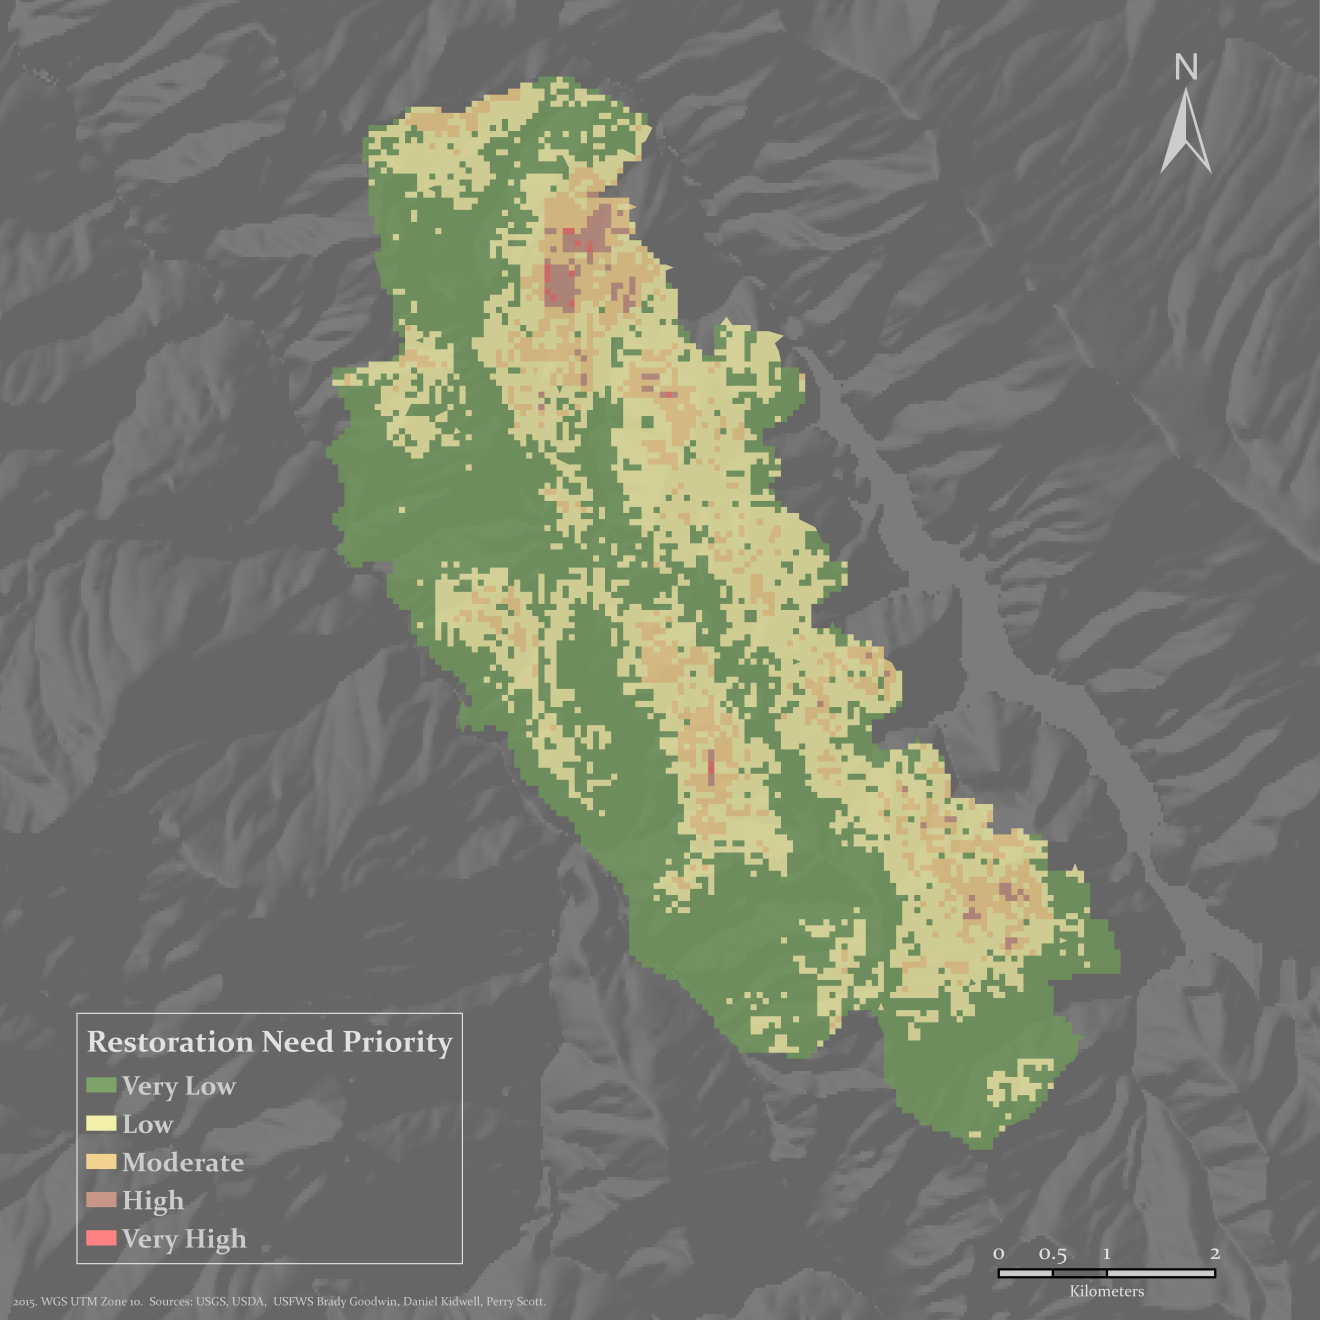 N
Restoration Need Priority
Very Low
Low
Moderate
High
Very High
0 0.5 1 2
Kilometers
2015. WGS UTM Zone 10. Sources: USGS, USDA, USFWS Brady Goodwin, Daniel Kidwell, Perry Scott.